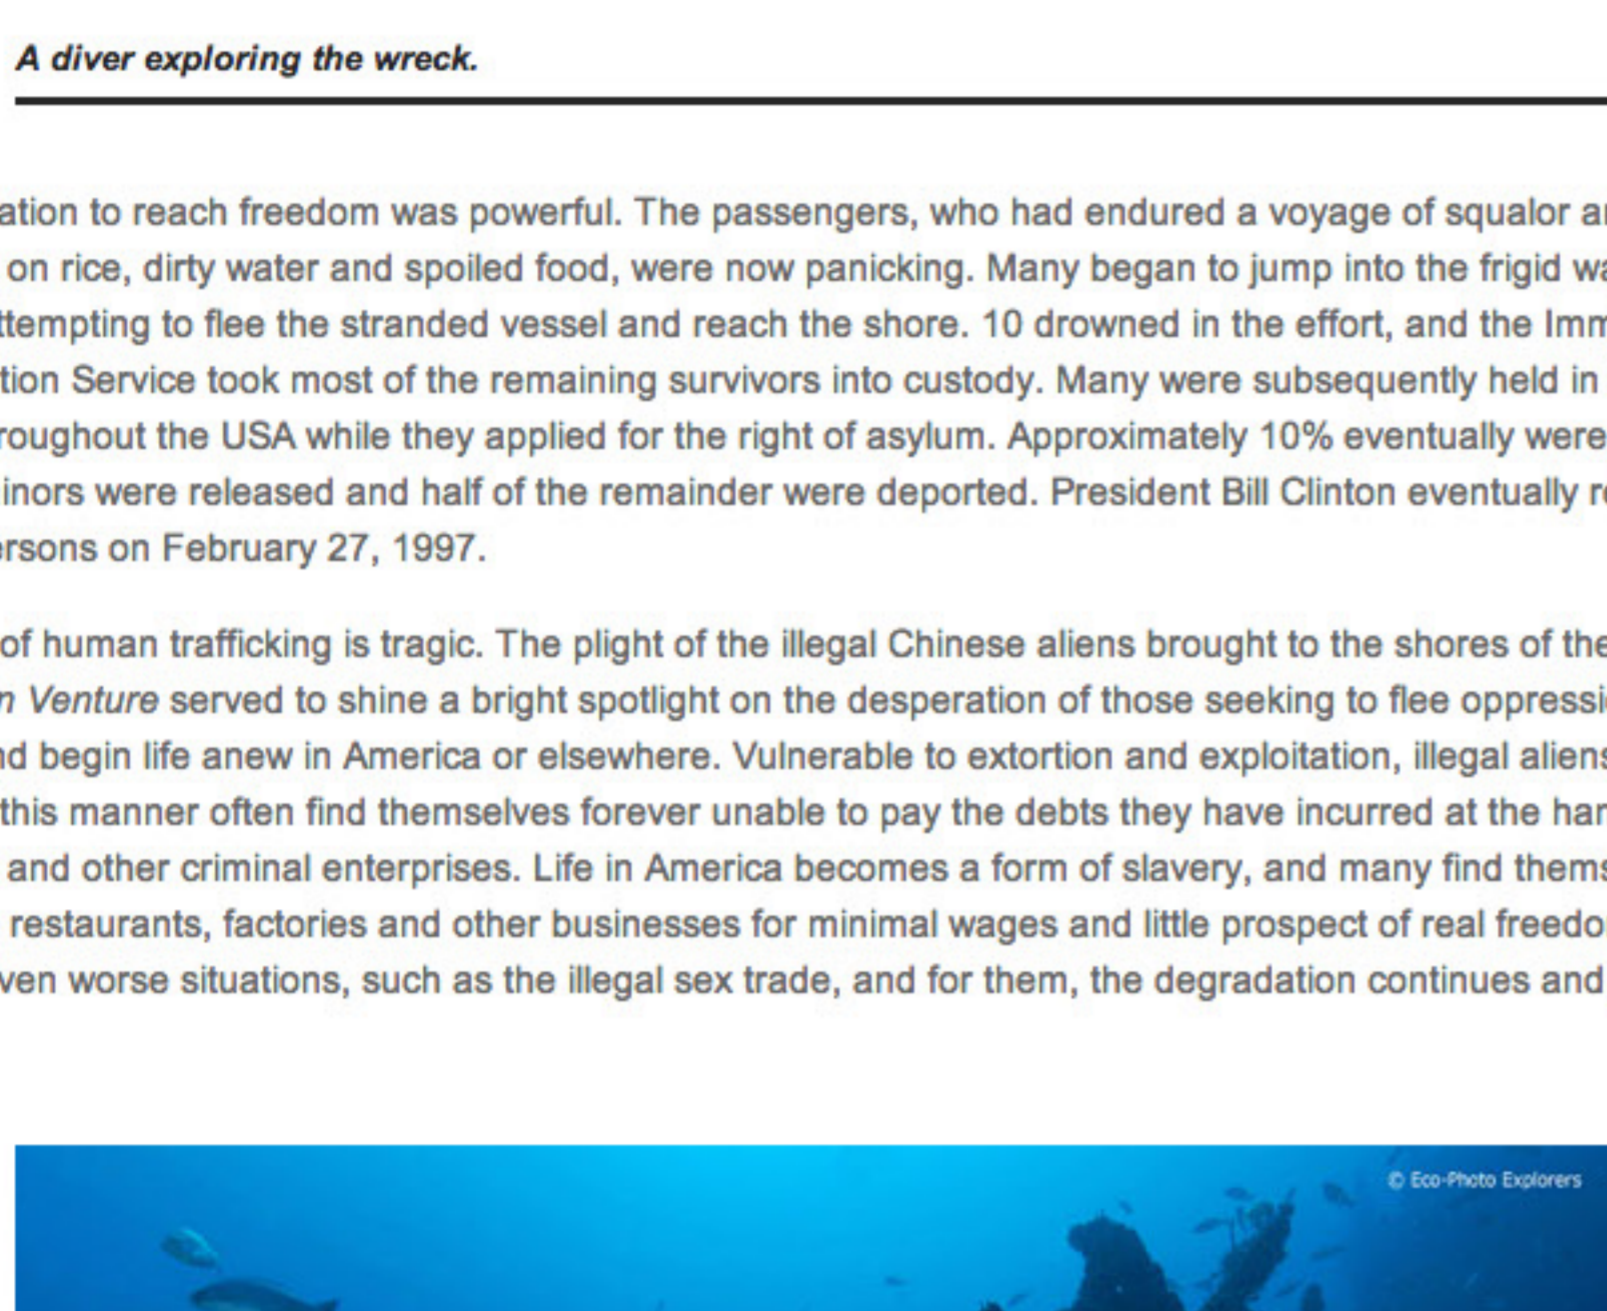 A diver exploring the wreck.
ation to reach freedom was powerful. The passengers, who had endured a voyage of squalor a
on rice, dirty water and spoiled food, were now panicking. Many began to jump into the frigid wa
ttempting to flee the stranded vessel and reach the shore. 10 drowned in the effort, and the Imm
tion Service took most of the remaining survivors into custody. Many were subsequently held in
roughout the USA while they applied for the right of asylum. Approximately 10% eventually were
inors were released and half of the remainder were deported. President Bill Clinton eventually re
ersons on February 27, 1997.
of human trafficking is tragic. The plight of the illegal Chinese aliens brought to the shores of the
n Venture served to shine a bright spotlight on the desperation of those seeking to flee oppressi
nd begin life anew in America or elsewhere. Vulnerable to extortion and exploitation, illegal aliens
this manner often find themselves forever unable to pay the debts they have incurred at the har
and other criminal enterprises. Life in America becomes a form of slavery, and many find thems
restaurants, factories and other businesses for minimal wages and little prospect of real freedo
ven worse situations, such as the illegal sex trade, and for them, the degradation continues and
© Eco-Photo Explorers